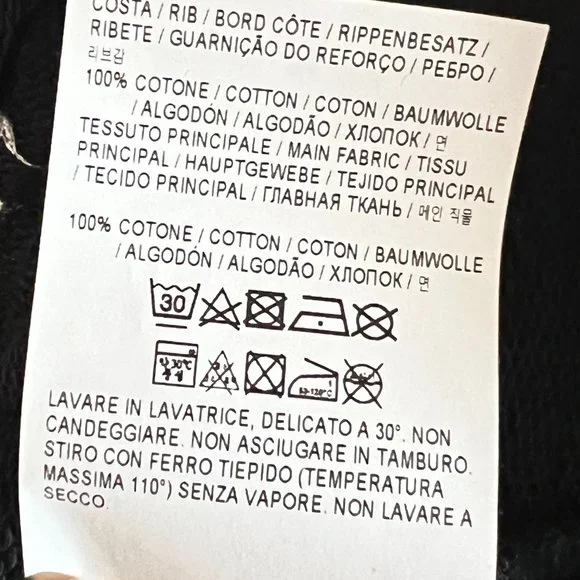 COSTA / RIB / BORD CÔTE / RIPPENBESATZ /
RIBETE / GUARNIÇÃO DO REFORÇO / РЕБРО /
리브감
100% COTONE / COTTON / COTON / BAUMWOLLE
/ ALGODÓN / ALGODÃO / ХЛОПОК / 면
TESSUTO PRINCIPALE / MAIN FABRIC / TISSU
PRINCIPAL / HAUPTGEWEBE / TEJIDO PRINCIPAL
/ TECIDO PRINCIPAL / ГЛАВНАЯ ТКАНЬ / 메인 직물
100% COTONE / COTTON / COTON / BAUMWOLLE
/ ALGODÓN / ALGODÃO / ХЛОПОК / 면
30
30℃
LAVARE IN LAVATRICE, DELICATO A 30°. NON
CANDEGGIARE. NON ASCIUGARE IN TAMBURO.
STIRO CON FERRO TIEPIDO (TEMPERATURA
MASSIMA 110°) SENZA VAPORE. NON LAVARE A
SECCO.